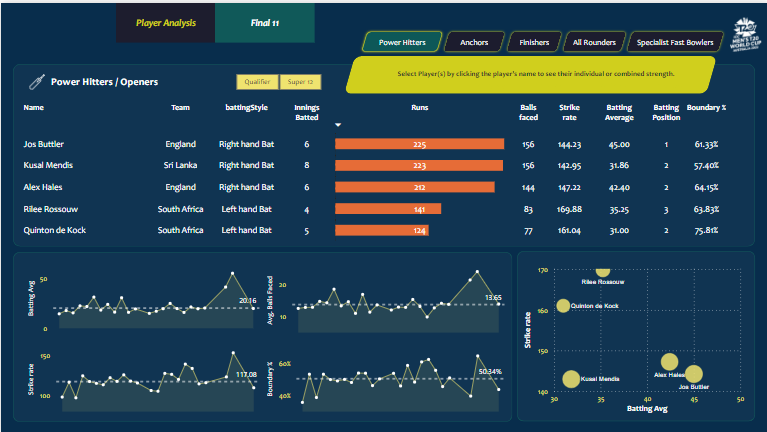 Player Analysis
Final 11
Power Hitters
Anchors
Finishers
All Rounders
Specialist Fast Bowlers
MEN'S T20
WORLD CUP
Select Player(s) by clicking the player's name to see their individual or combined strength.
Power Hitters / Openers
Qualifier
Super 12
Name Team battingStyle Innings Batted Runs Balls faced Strike rate Batting Average Batting Position Boundary %
Jos Buttler England Right hand Bat 6 225 156 144.23 45.00 1 61.33%
Kusal Mendis Sri Lanka Right hand Bat 8 223 156 142.95 31.86 2 57.40%
Alex Hales England Right hand Bat 6 212 144 147.22 42.40 2 64.15%
Rilee Rossouw South Africa Left hand Bat 4 141 83 169.88 35.25 3 63.83%
Quinton de Kock South Africa Left hand Bat 5 124 77 161.04 31.00 2 75.81%
Batting Avg
50
0
20.16
Avg. Balls Faced
20
10
13.65
Strike rate
150
100
117.08
Boundary %
60%
40%
50.34%
Strike rate
170
160
150
140
Rilee Rossouw
Quinton de Kock
Kusal Mendis
Alex Hales
Jos Buttler
30 35 40 45 50
Batting Avg